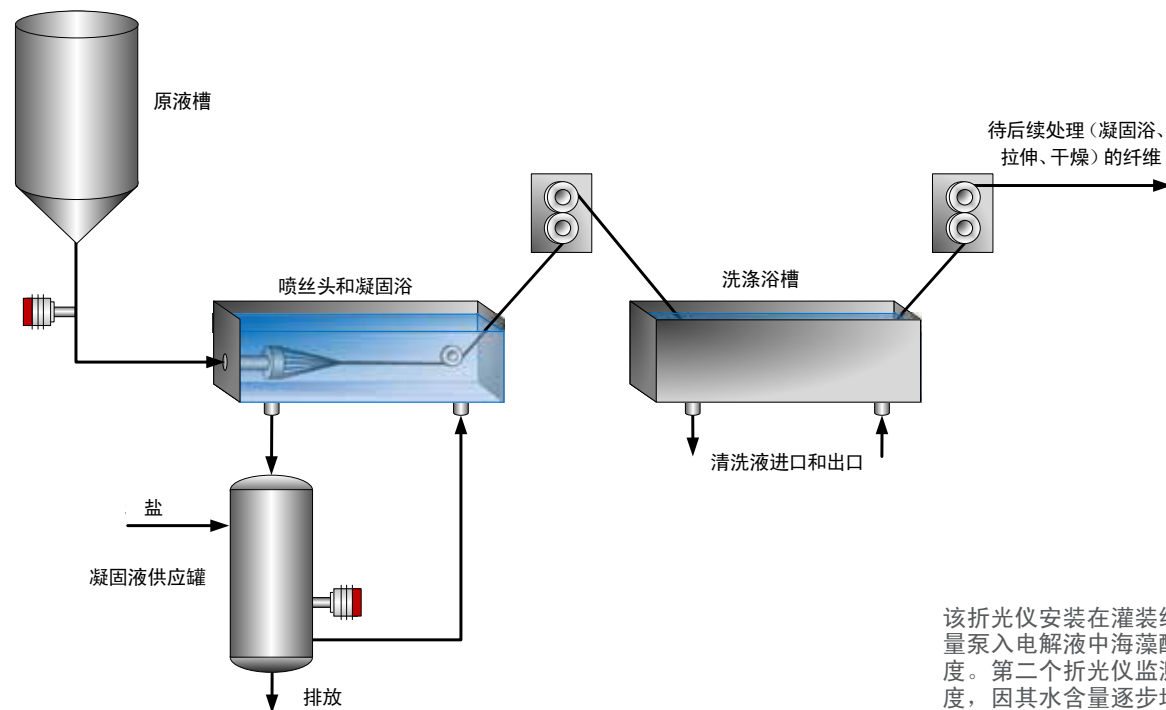 原液槽
待后续处理（凝固浴、
拉伸、干燥）的纤维
喷丝头和凝固浴
洗涤浴槽
清洗液进口和出口
盐
凝固液供应罐
排放
该折光仪安装在灌装
量泵入电解液中海藻
度。第二个折光仪监
度，因其水含量逐步